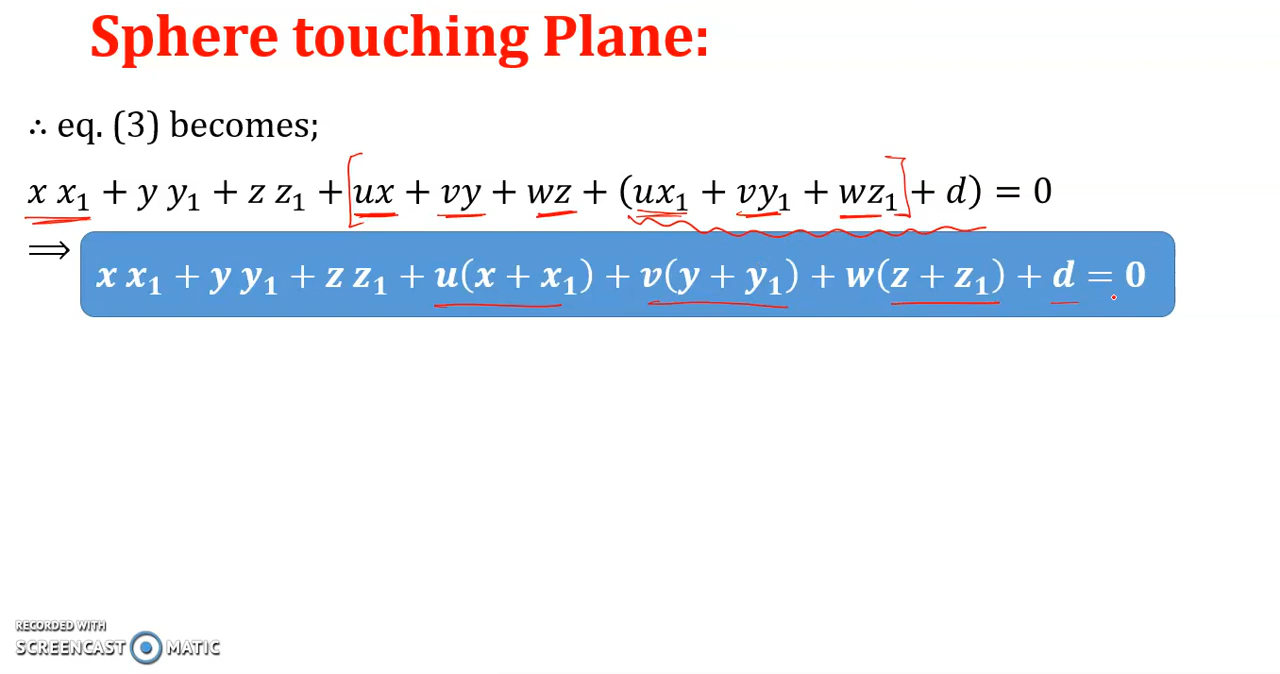 Sphere touching Plane:
∴ eq. (3) becomes;
x x₁ + y y₁ + z z₁ + [ux + vy + wz + (ux₁ + vy₁ + wz₁] + d) = 0
⟹ x x₁ + y y₁ + z z₁ + u(x + x₁) + v(y + y₁) + w(z + z₁) + d = 0
RECORDED WITH
SCREENCAST MATIC